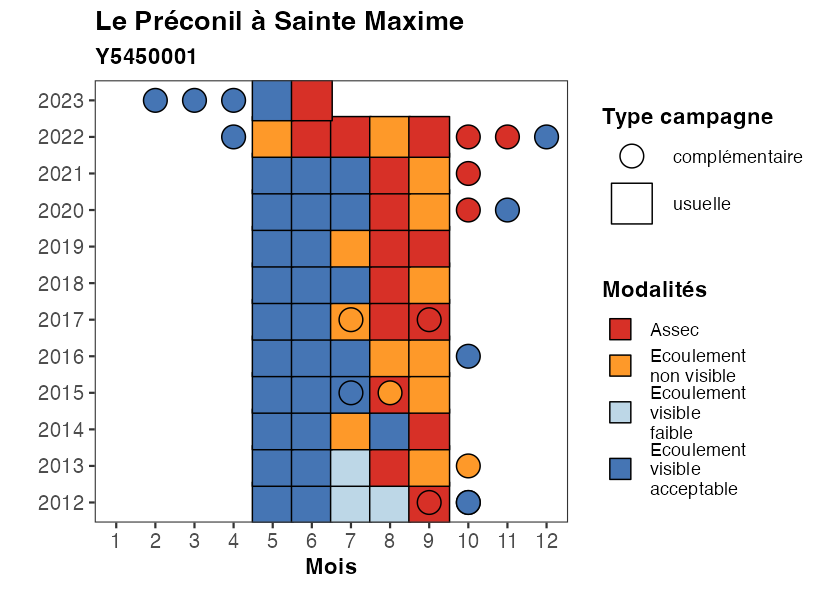 Le Préconil à Sainte Maxime
Y5450001
2023
2022
2021
2020
2019
2018
2017
2016
2015
2014
2013
2012
1 2 3 4 5 6 7 8 9 10 11 12
Mois
Type campagne
complémentaire
usuelle
Modalités
Assec
Ecoulement
non visible
Ecoulement
visible
faible
Ecoulement
visible
acceptable